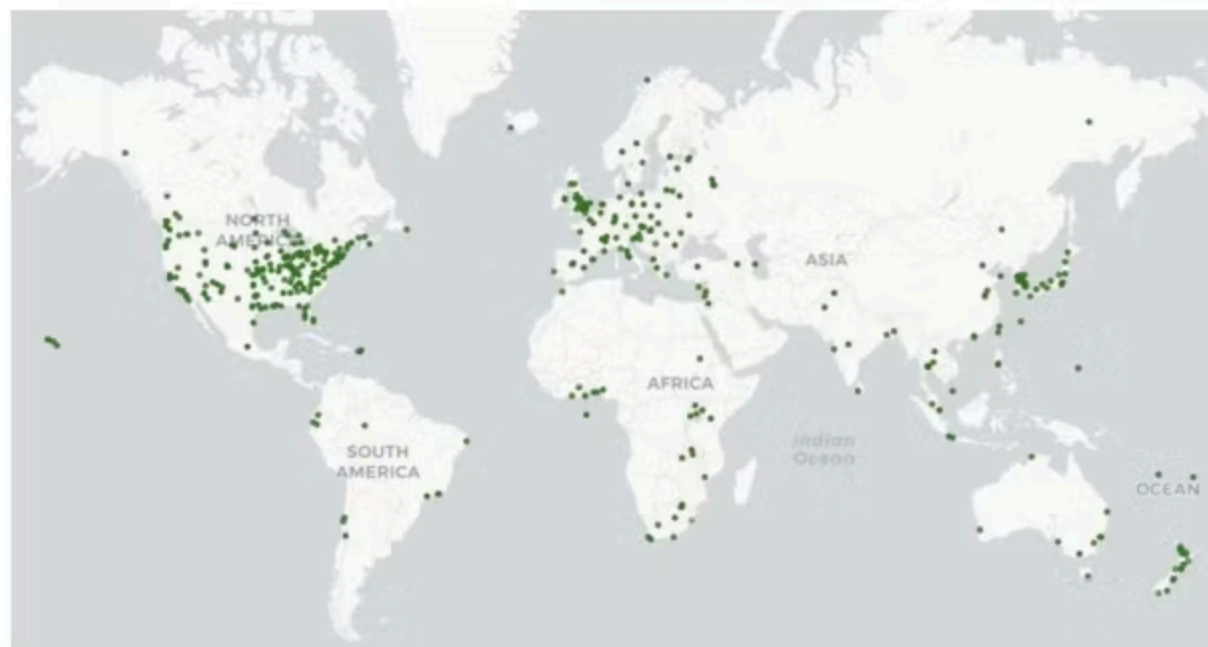 NORTH
AMERICA
ASIA
AFRICA
SOUTH
AMERICA
Indian
Ocean
OCEAN